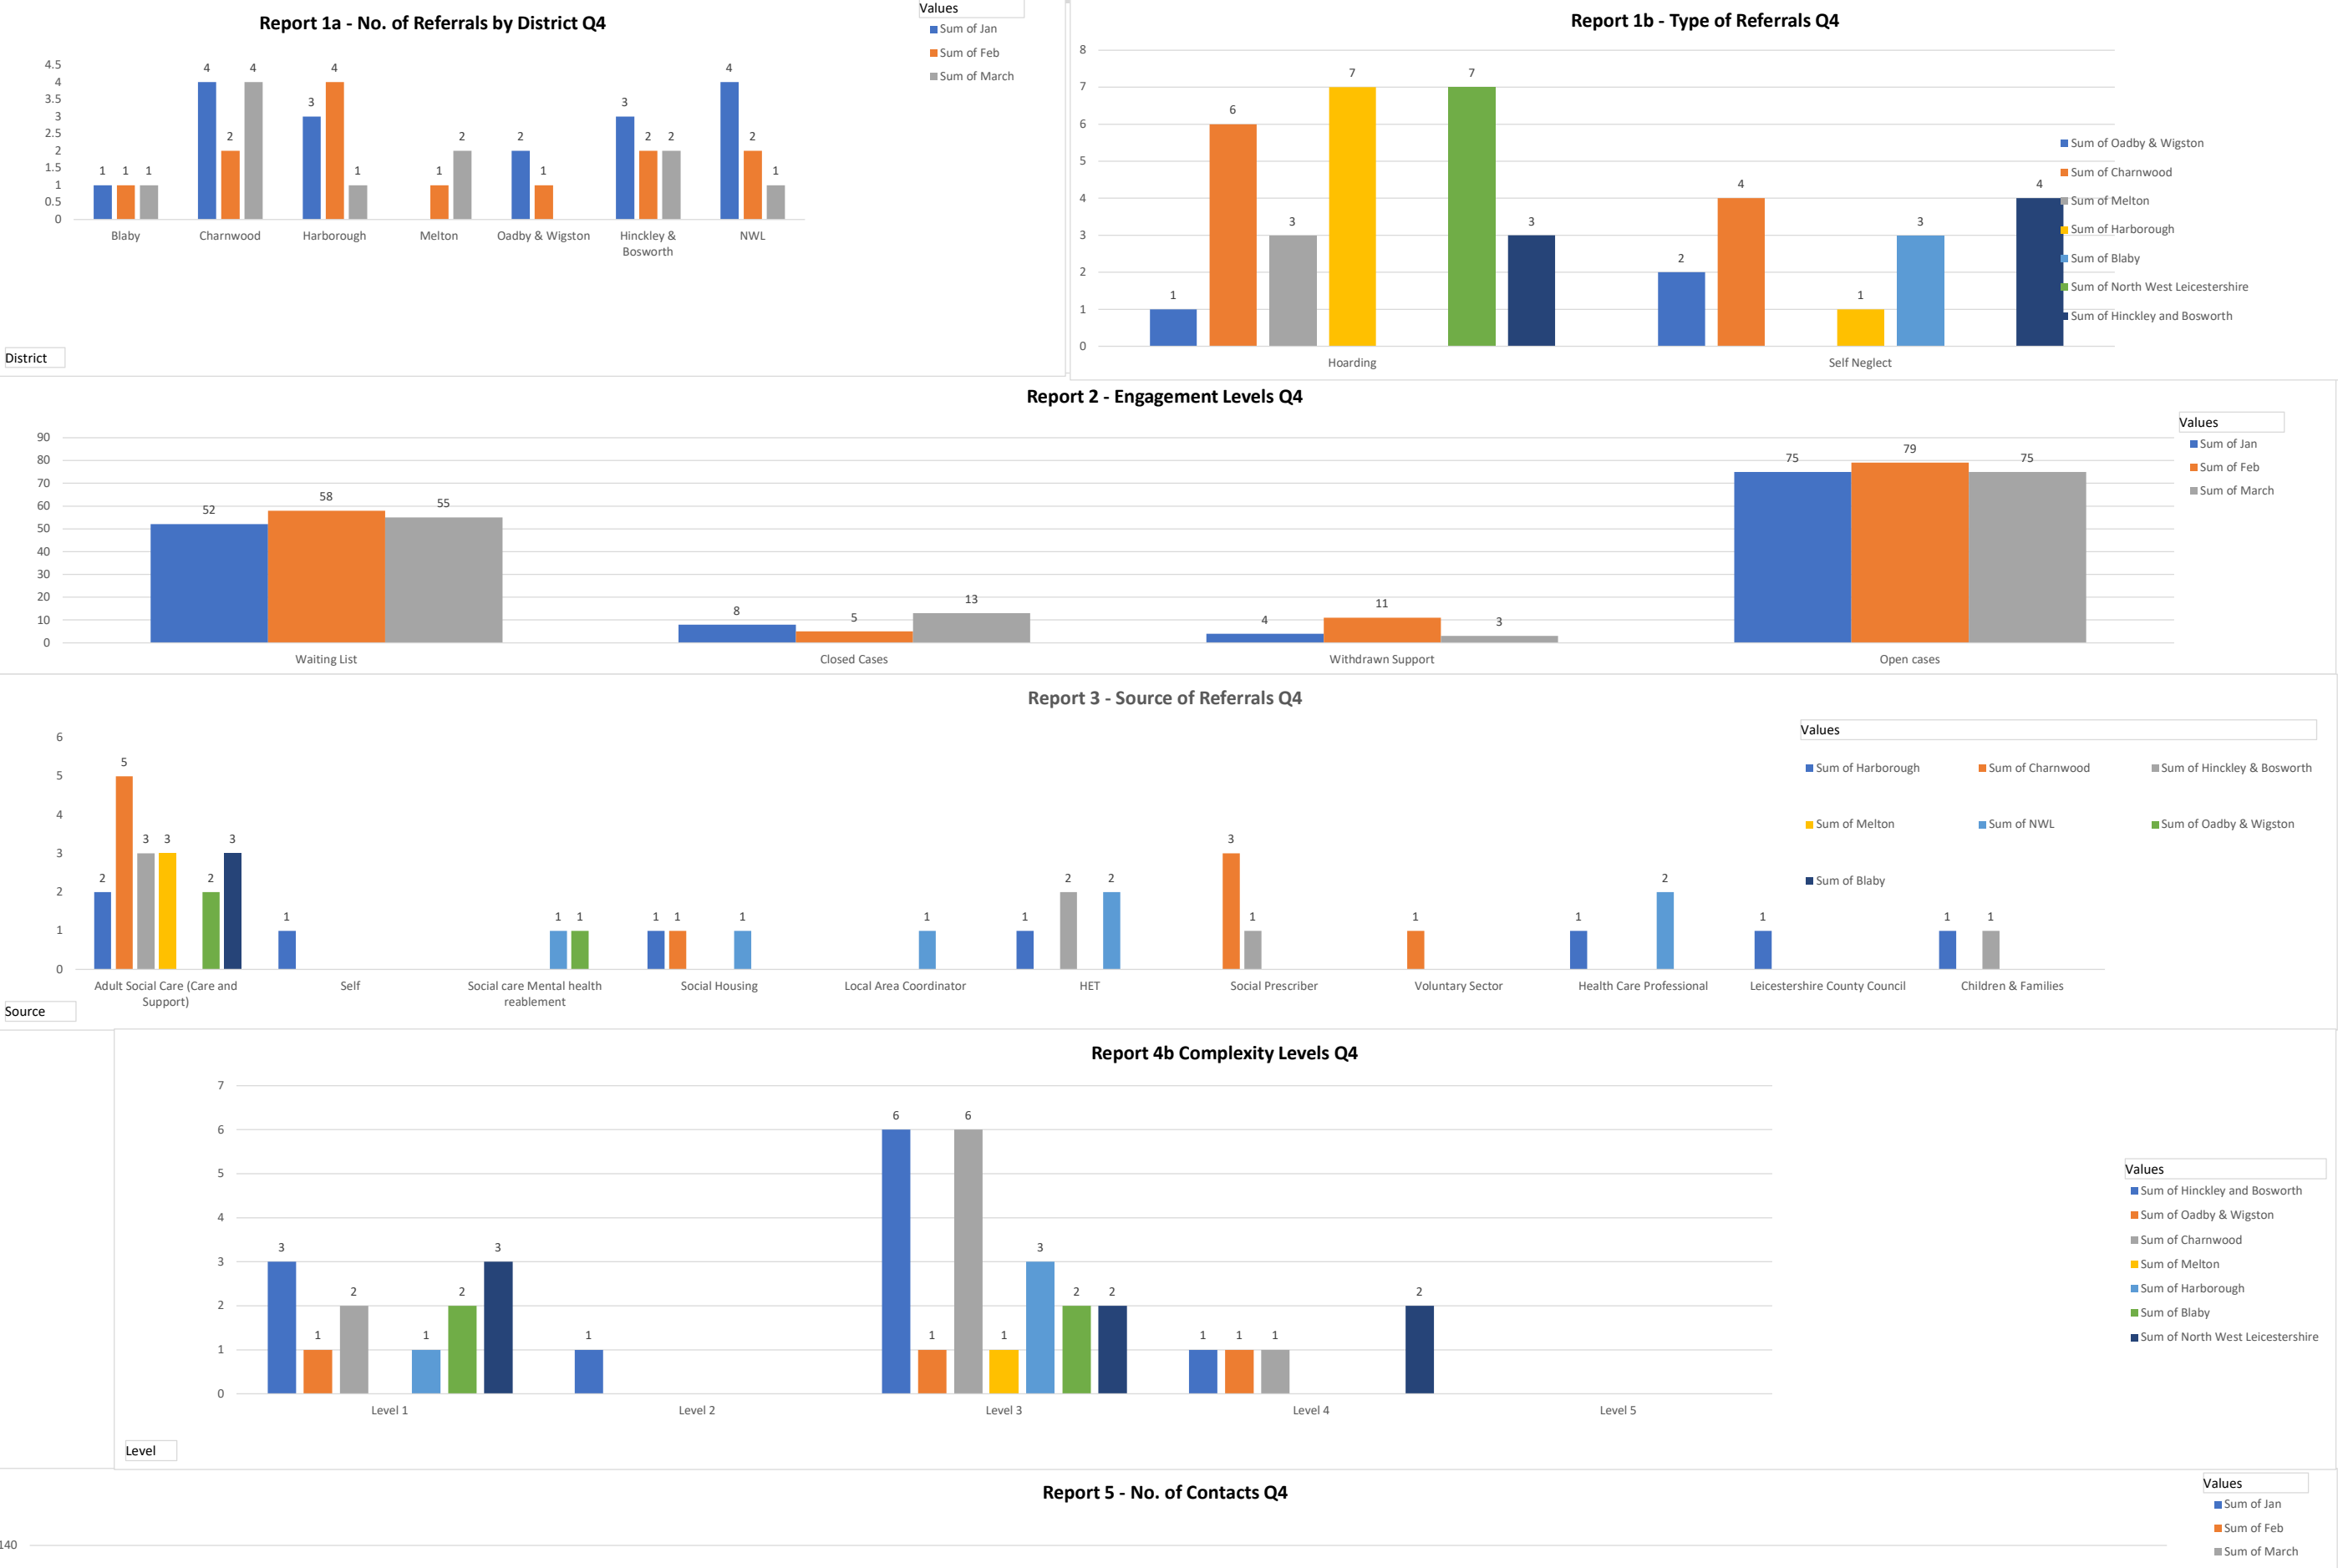 Report 1a - No. of Referrals by District Q4
Values
Sum of Jan
Sum of Feb
Sum of March
4.5
4
3.5
3
2.5
2
1.5
1
0.5
0
1 1 1 4 2 4 3 4 1 1 2 2 1 3 2 2 4 2 1
Blaby Charnwood Harborough Melton Oadby & Wigston Hinckley & Bosworth NWL
District
Report 1b - Type of Referrals Q4
8
7
6
5
4
3
2
1
0
1 6 3 7 7 3 2 4 1 3 4
Hoarding Self Neglect
Sum of Oadby & Wigston
Sum of Charnwood
Sum of Melton
Sum of Harborough
Sum of Blaby
Sum of North West Leicestershire
Sum of Hinckley and Bosworth
Report 2 - Engagement Levels Q4
Values
Sum of Jan
Sum of Feb
Sum of March
90
80
70
60
50
40
30
20
10
0
52 58 55 8 5 13 4 11 3 75 79 75
Waiting List Closed Cases Withdrawn Support Open cases
Report 3 - Source of Referrals Q4
Values
Sum of Harborough Sum of Charnwood Sum of Hinckley & Bosworth
Sum of Melton Sum of NWL Sum of Oadby & Wigston
Sum of Blaby
6
5
4
3
2
1
0
2 5 3 3 2 3 1 1 1 1 1 1 1 1 2 2 3 1 1 1 2 1 1 1
Adult Social Care (Care and Support) Self Social care Mental health reablement Social Housing Local Area Coordinator HET Social Prescriber Voluntary Sector Health Care Professional Leicestershire County Council Children & Families
Source
Report 4b Complexity Levels Q4
7
6
5
4
3
2
1
0
3 1 2 1 2 3 1 6 1 6 1 3 2 2 1 1 1 2
Level 1 Level 2 Level 3 Level 4 Level 5
Level
Values
Sum of Hinckley and Bosworth
Sum of Oadby & Wigston
Sum of Charnwood
Sum of Melton
Sum of Harborough
Sum of Blaby
Sum of North West Leicestershire
Report 5 - No. of Contacts Q4
Values
Sum of Jan
Sum of Feb
Sum of March
140